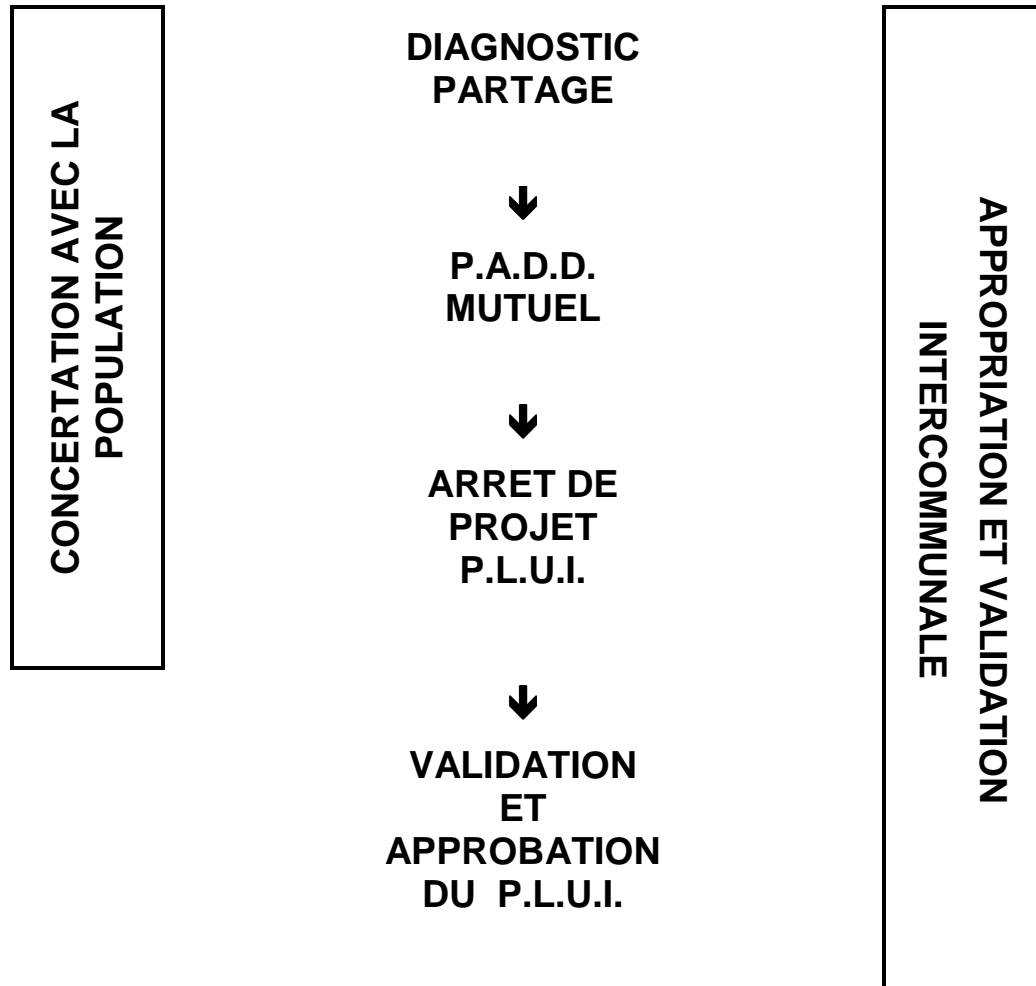 CONCERTATION AVEC LA
POPULATION
DIAGNOSTIC
PARTAGE
🡻
P.A.D.D.
MUTUEL
🡻
ARRET DE
PROJET
P.L.U.I.
🡻
VALIDATION
ET
APPROBATION
DU P.L.U.I.
APPROPRIATION ET VALIDATION
INTERCOMMUNALE